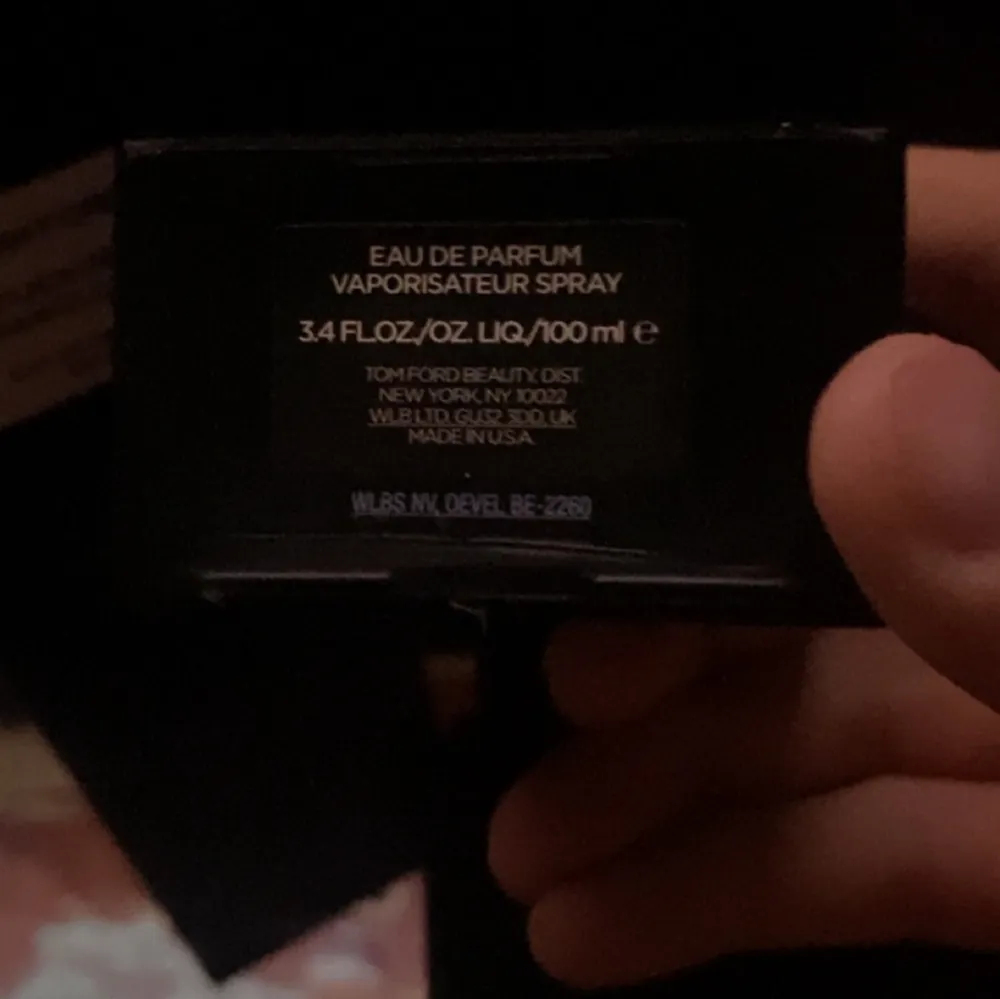 EAU DE PARFUM
VAPORISATEUR SPRAY
3.4 FL.OZ./OZ. LIQ./100 ml ℮
TOM FORD BEAUTY, DIST.
NEW YORK, NY 10022
WLB LTD. GU32 3DD, UK
MADE IN U.S.A.
WLBS NV, OEVEL BE-2260